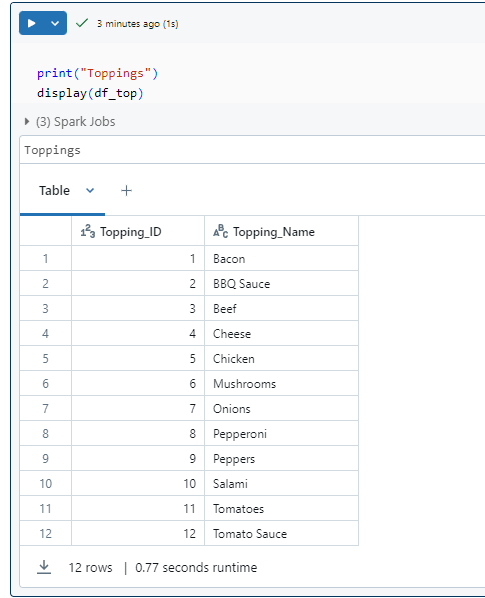 3 minutes ago (1s)
print("Toppings")
display(df_top)
(3) Spark Jobs
Toppings
Table +
123 Topping_ID ABC Topping_Name
1 1 Bacon
2 2 BBQ Sauce
3 3 Beef
4 4 Cheese
5 5 Chicken
6 6 Mushrooms
7 7 Onions
8 8 Pepperoni
9 9 Peppers
10 10 Salami
11 11 Tomatoes
12 12 Tomato Sauce
12 rows | 0.77 seconds runtime